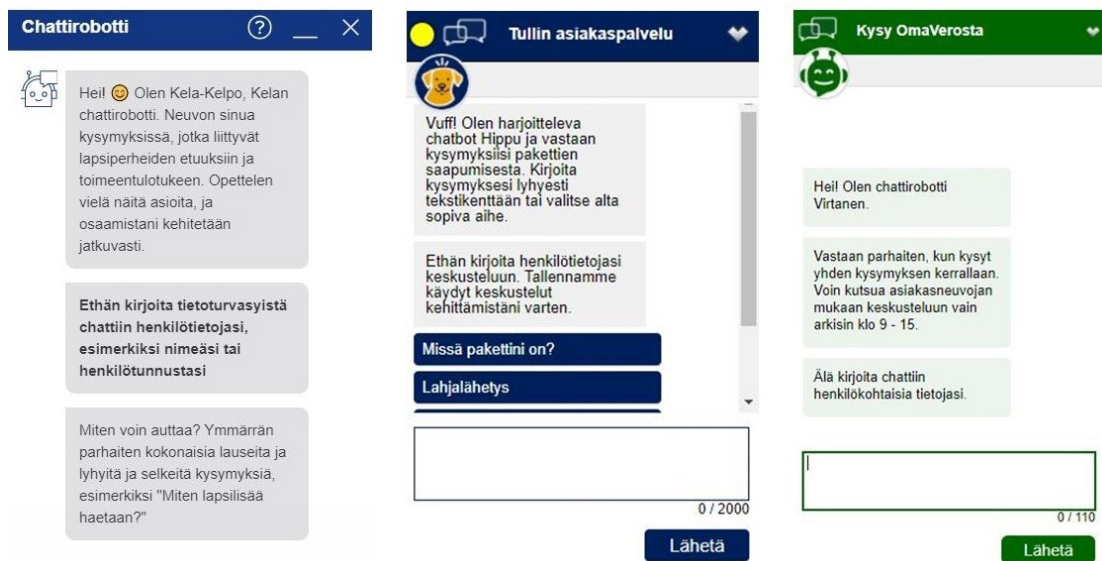 Chattirobotti
?
Hei! 😊 Olen Kela-Kelpo, Kelan
chattirobotti. Neuvon sinua
kysymyksissä, jotka liittyvät
lapsiperheiden etuuksiin ja
toimeentulotukeen. Opettelen
vielä näitä asioita, ja
osaamistani kehitetään
jatkuvasti.
Ethän kirjoita tietoturvasyistä
chattiin henkilötietojasi,
esimerkiksi nimeäsi tai
henkilötunnustasi
Miten voin auttaa? Ymmärrän
parhaiten kokonaisia lauseita ja
lyhyitä ja selkeitä kysymyksiä,
esimerkiksi "Miten lapsilisää
haetaan?"
Tullin asiakaspalvelu
Vuff! Olen harjoitteleva
chatbot Hippu ja vastaan
kysymyksiisi pakettien
saapumisesta. Kirjoita
kysymyksesi lyhyesti
tekstikenttään tai valitse alta
sopiva aihe.
Ethän kirjoita henkilötietojasi
keskusteluun. Tallennamme
käydyt keskustelut
kehittämistäni varten.
Missä pakettini on?
Lahjalähetys
0 / 2000
Lähetä
Kysy OmaVerosta
Hei! Olen chattirobotti
Virtanen.
Vastaan parhaiten, kun kysyt
yhden kysymyksen kerrallaan.
Voin kutsua asiakasneuvojan
mukaan keskusteluun vain
arkisin klo 9 - 15.
Älä kirjoita chattiin
henkilökohtaisia tietojasi.
0 / 110
Lähetä